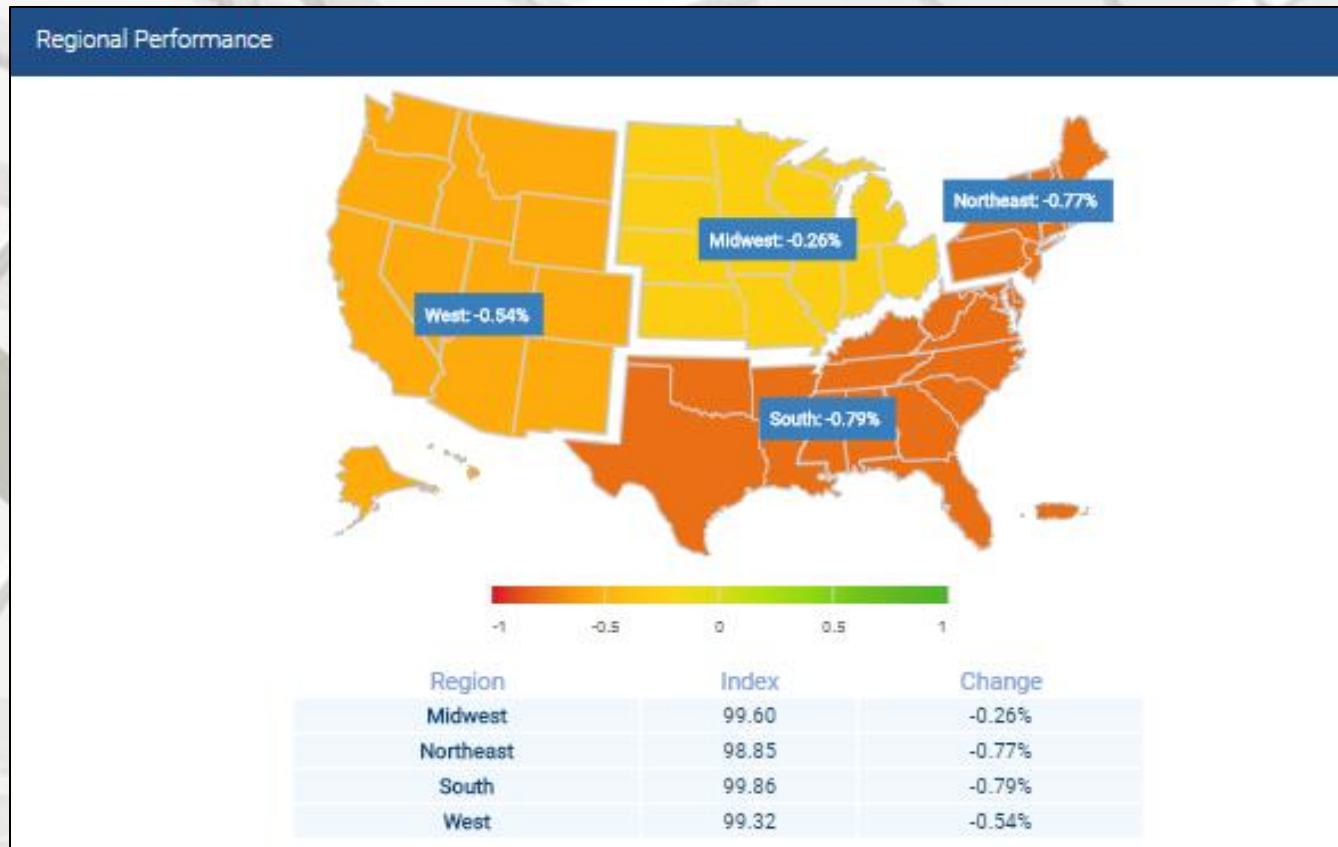 Regional Performance
Northeast: -0.77%
Midwest: -0.26%
West: -0.54%
South: -0.79%
-1 -0.5 0 0.5 1
Region Index Change
Midwest 99.60 -0.26%
Northeast 98.85 -0.77%
South 99.86 -0.79%
West 99.32 -0.54%